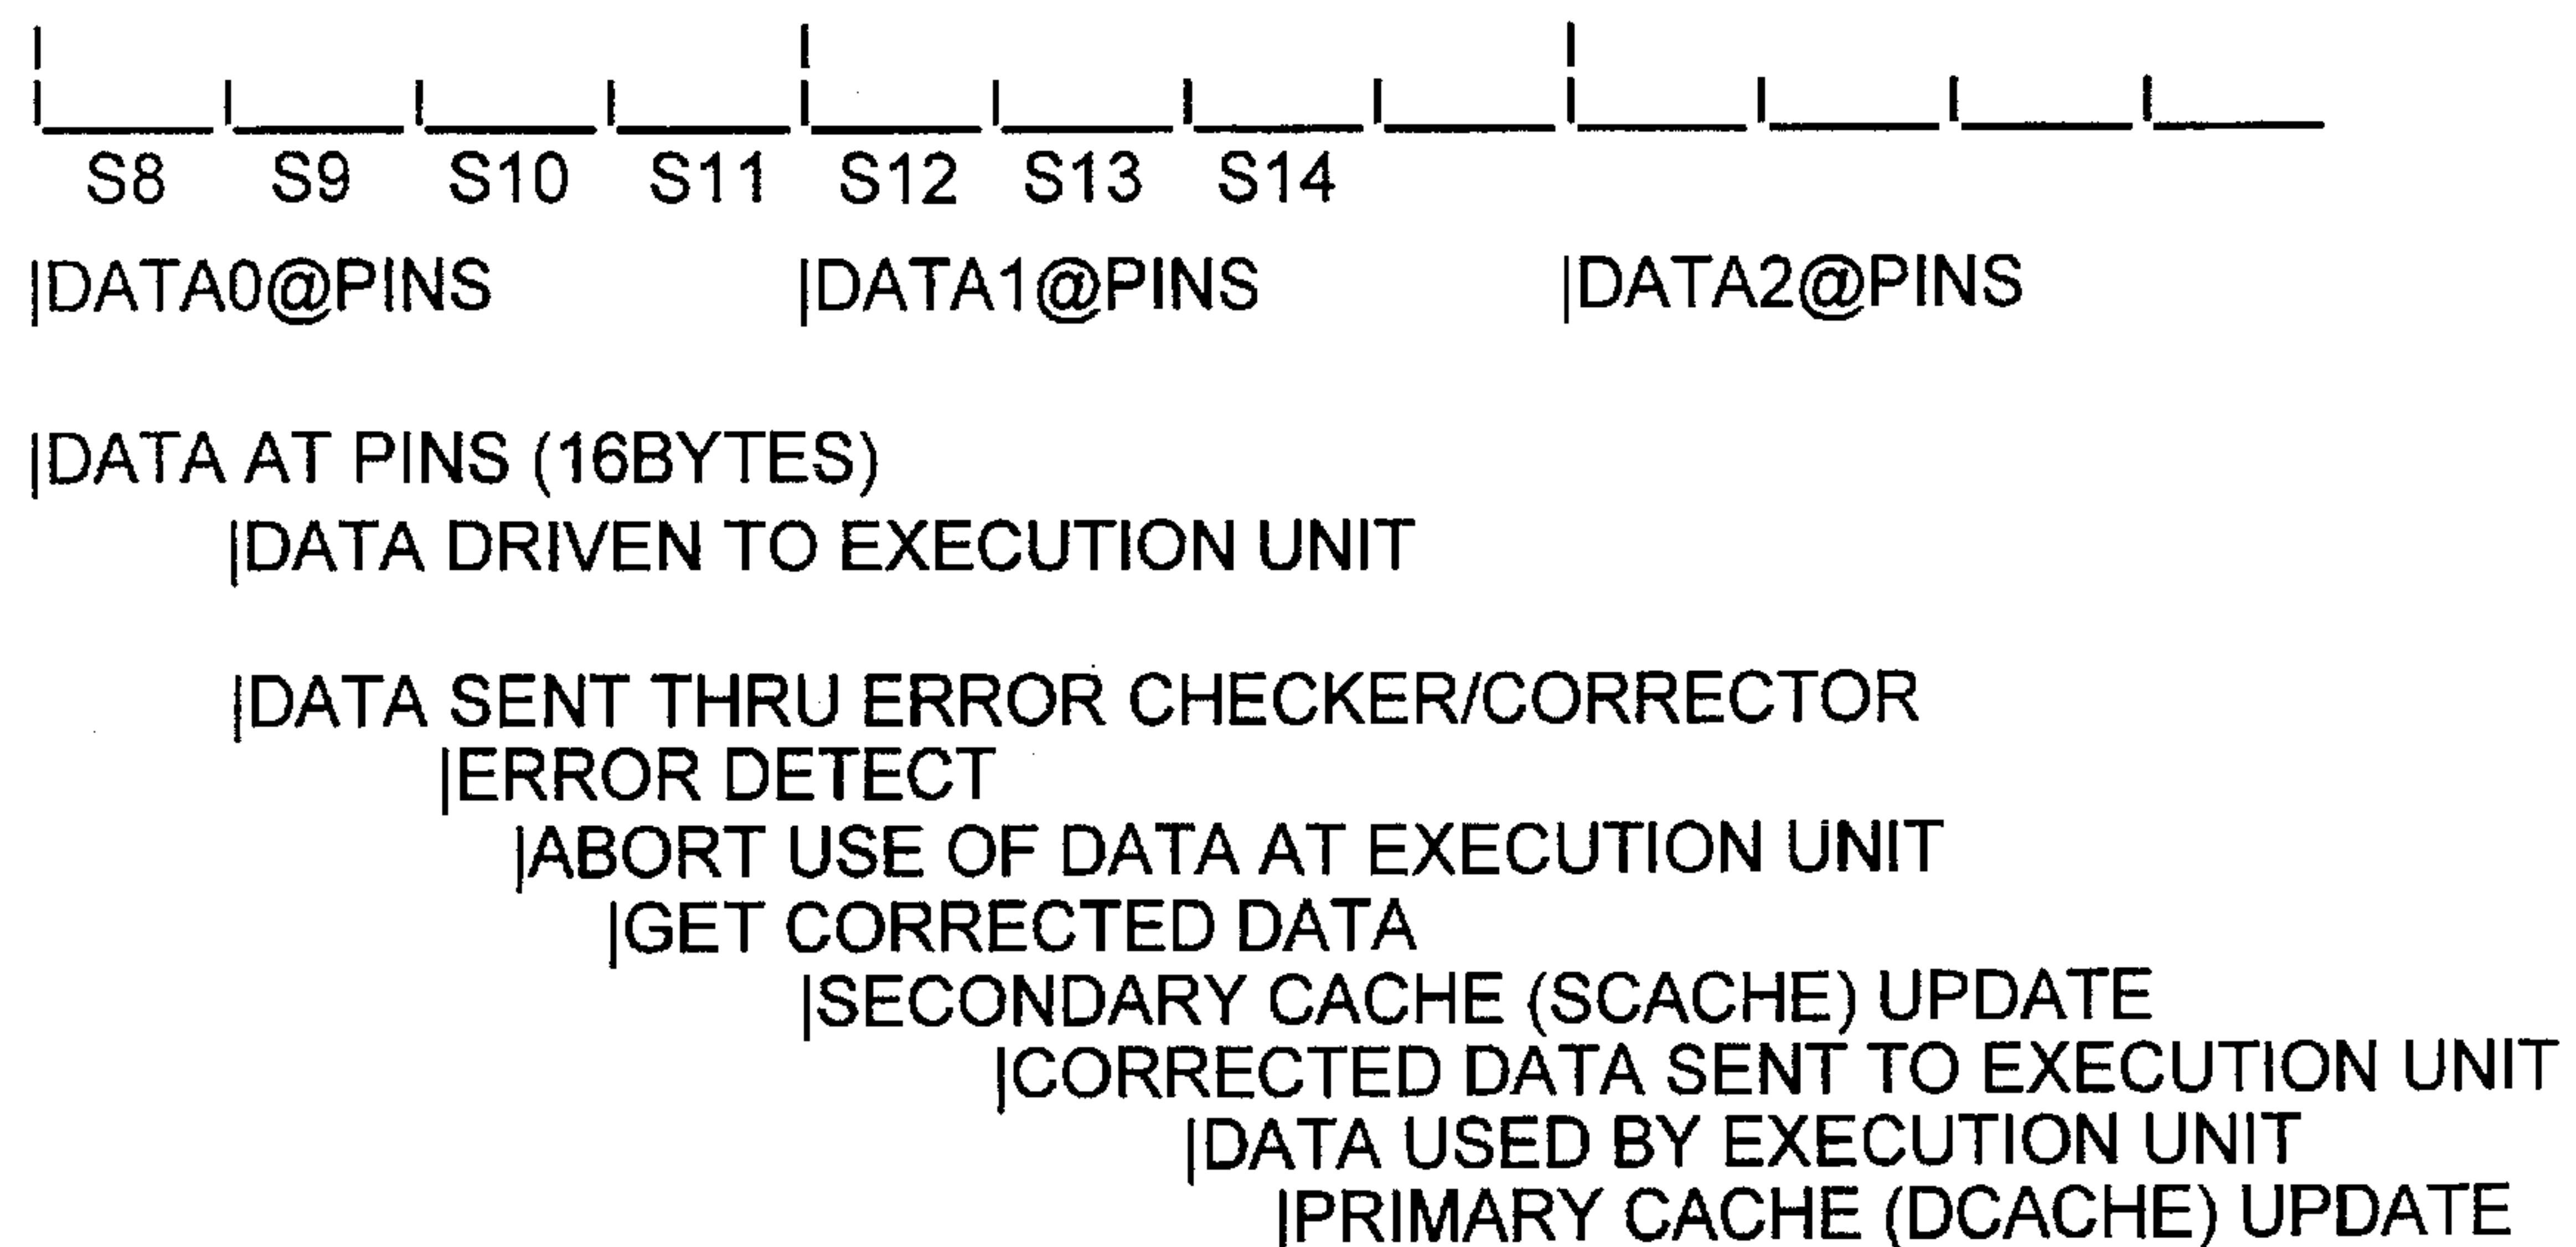 S8 S9 S10 S11 S12 S13 S14
|DATA0@PINS |DATA1@PINS |DATA2@PINS
|DATA AT PINS (16BYTES)
|DATA DRIVEN TO EXECUTION UNIT
|DATA SENT THRU ERROR CHECKER/CORRECTOR
|ERROR DETECT
|ABORT USE OF DATA AT EXECUTION UNIT
|GET CORRECTED DATA
|SECONDARY CACHE (SCACHE) UPDATE
|CORRECTED DATA SENT TO EXECUTION UNIT
|DATA USED BY EXECUTION UNIT
|PRIMARY CACHE (DCACHE) UPDATE